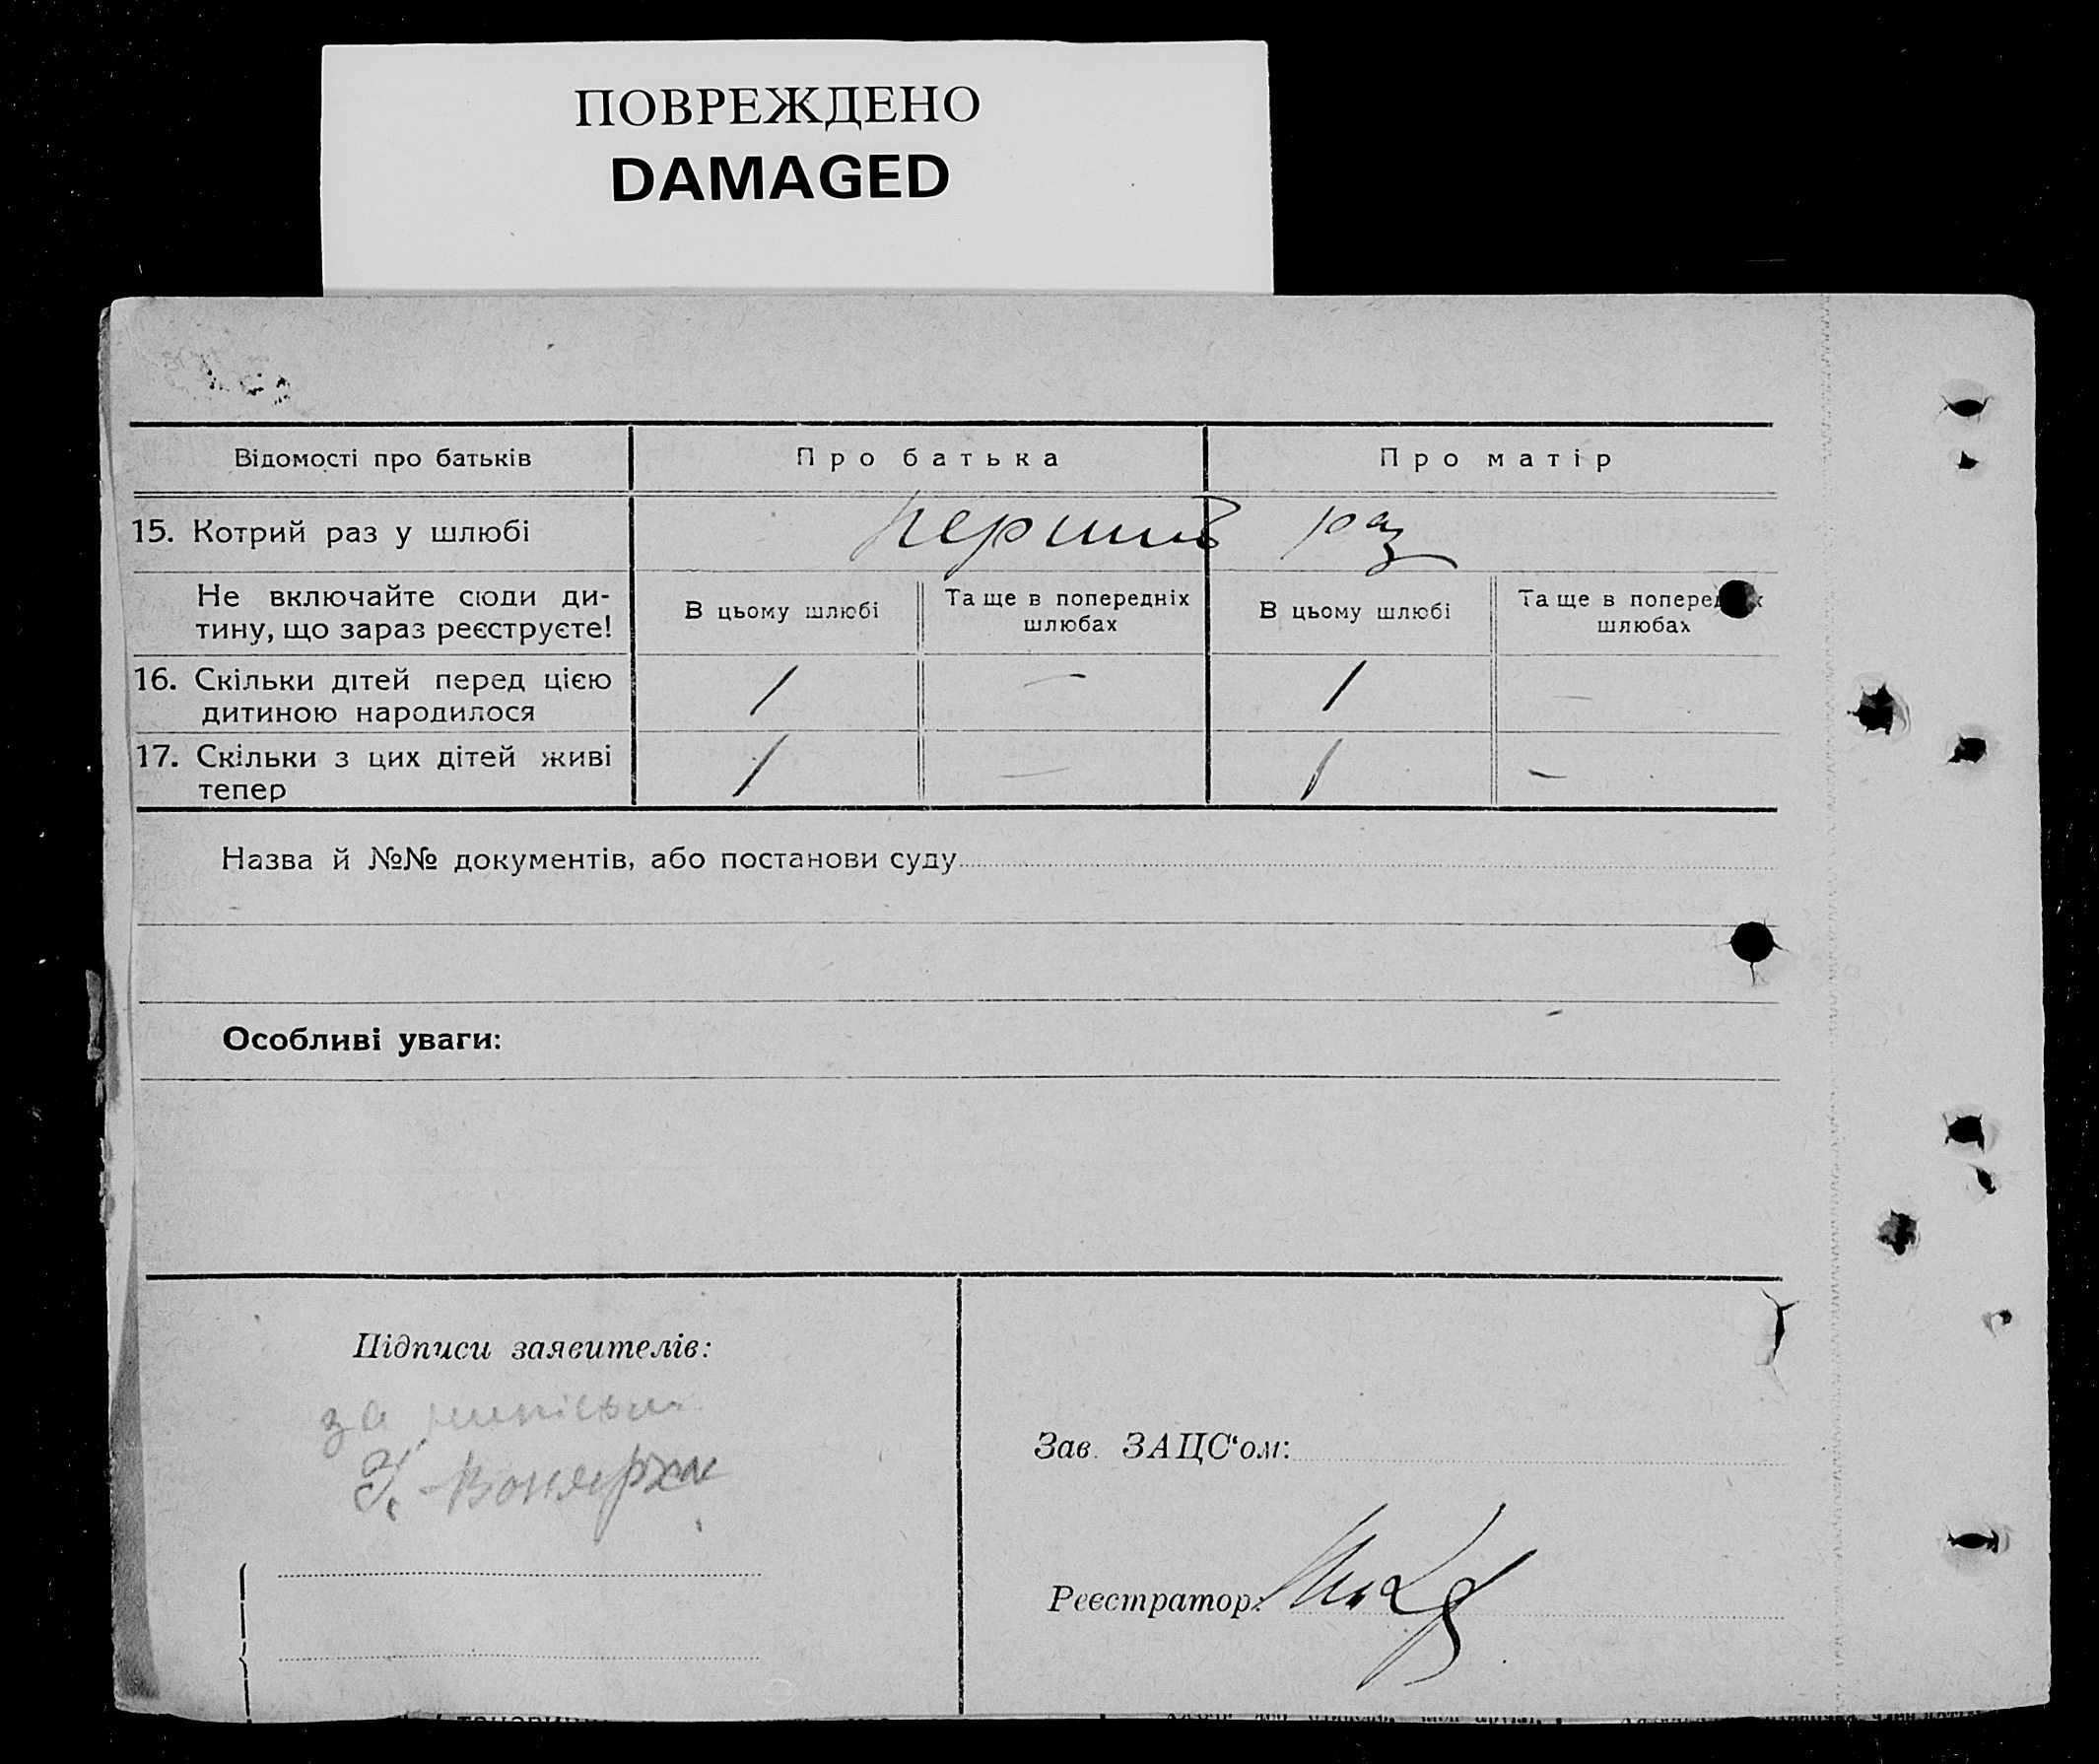 ПОВРЕЖДЕНО
DAMAGED
Відомості про батьків
Про батька
Про матір
15. Котрий раз у шлюбі
перший раз
Не включайте сюди ди-
тину, що зараз реєструєте!
В цьому шлюбі
Та ще в попередніх
шлюбах
В цьому шлюбі
Та ще в
шлюбах
16. Скільки дітей перед цією
дитиною народилося
1 — 1 —
17. Скільки з цих дітей живі
тепер
1 — 1 —
Назва й №№ документів, або постанови суду
Особливі уваги:
Підписи заявителів:
за
Зав. ЗАЦС‘ом:
Реєстратор: